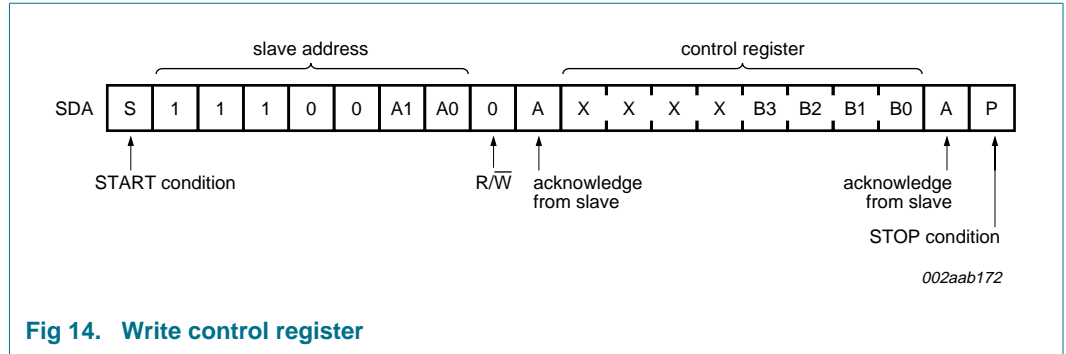 slave address control register
SDA S 1 1 1 0 0 A1 A0 0 A X X X X B3 B2 B1 B0 A P
START condition R/W̅ acknowledge from slave acknowledge from slave
STOP condition
002aab172
Fig 14. Write control register